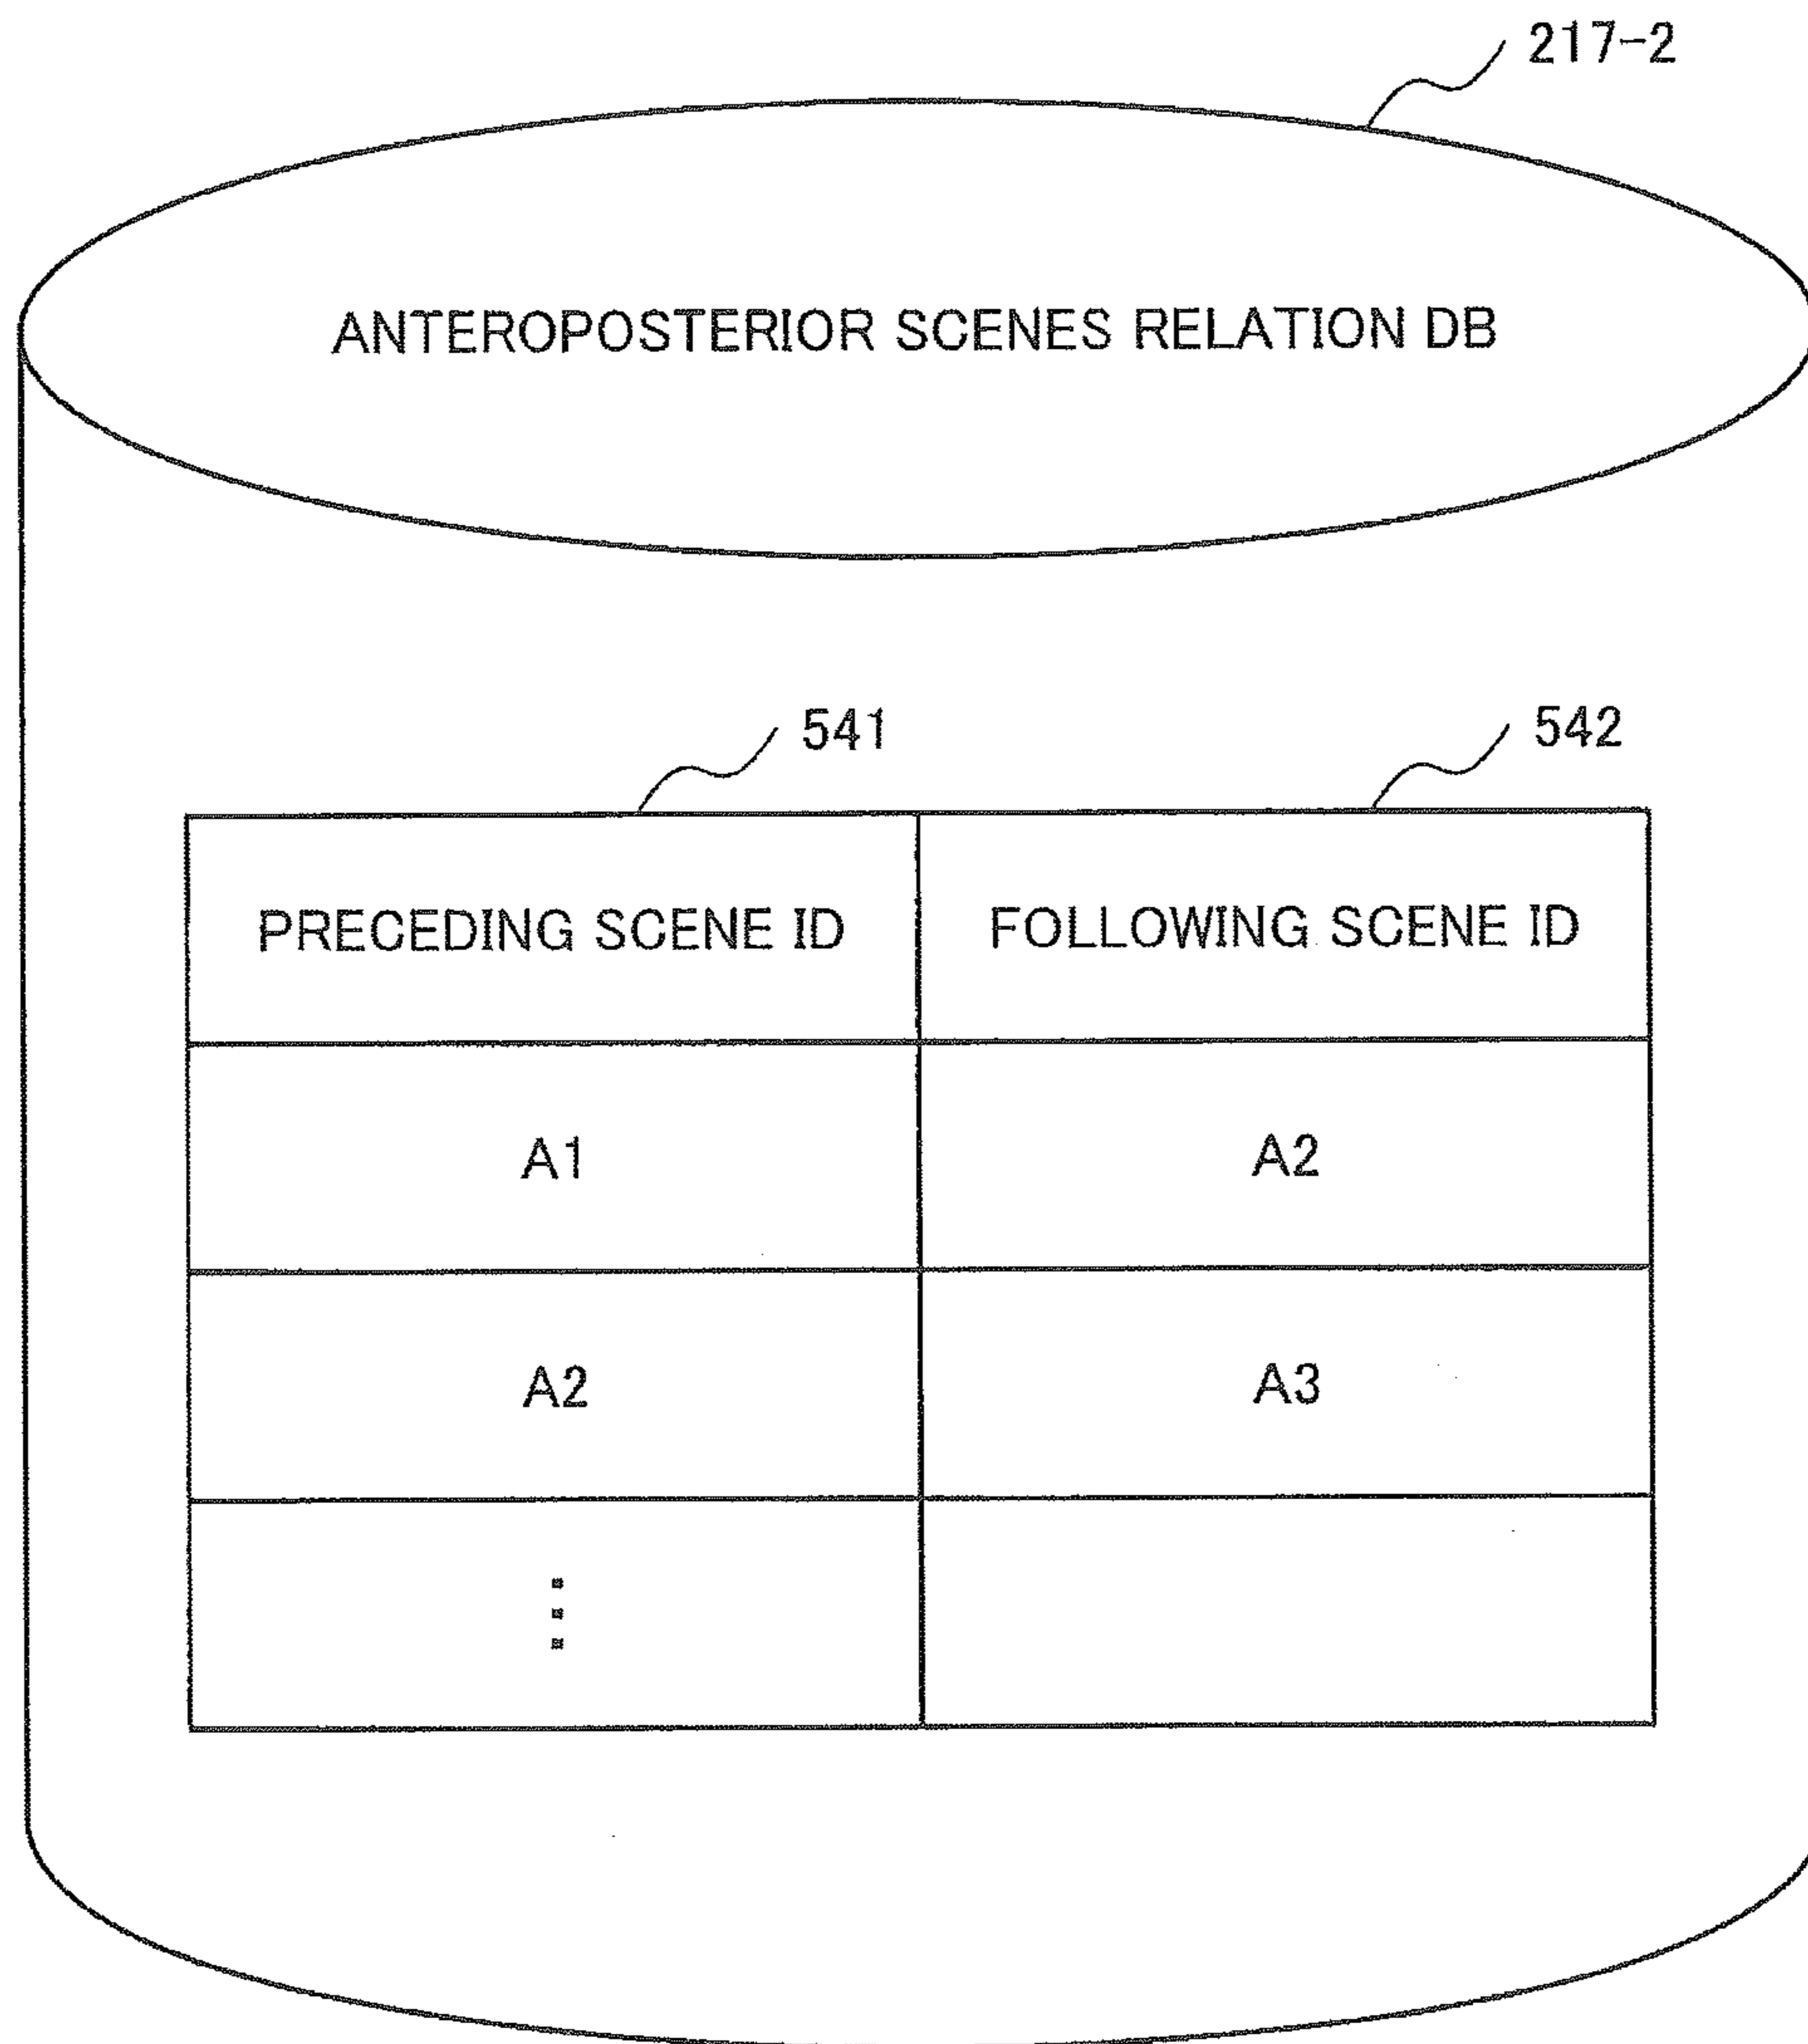 217-2
ANTEROPOSTERIOR SCENES RELATION DB
541
542
PRECEDING SCENE ID
FOLLOWING SCENE ID
A1
A2
A2
A3
⋮